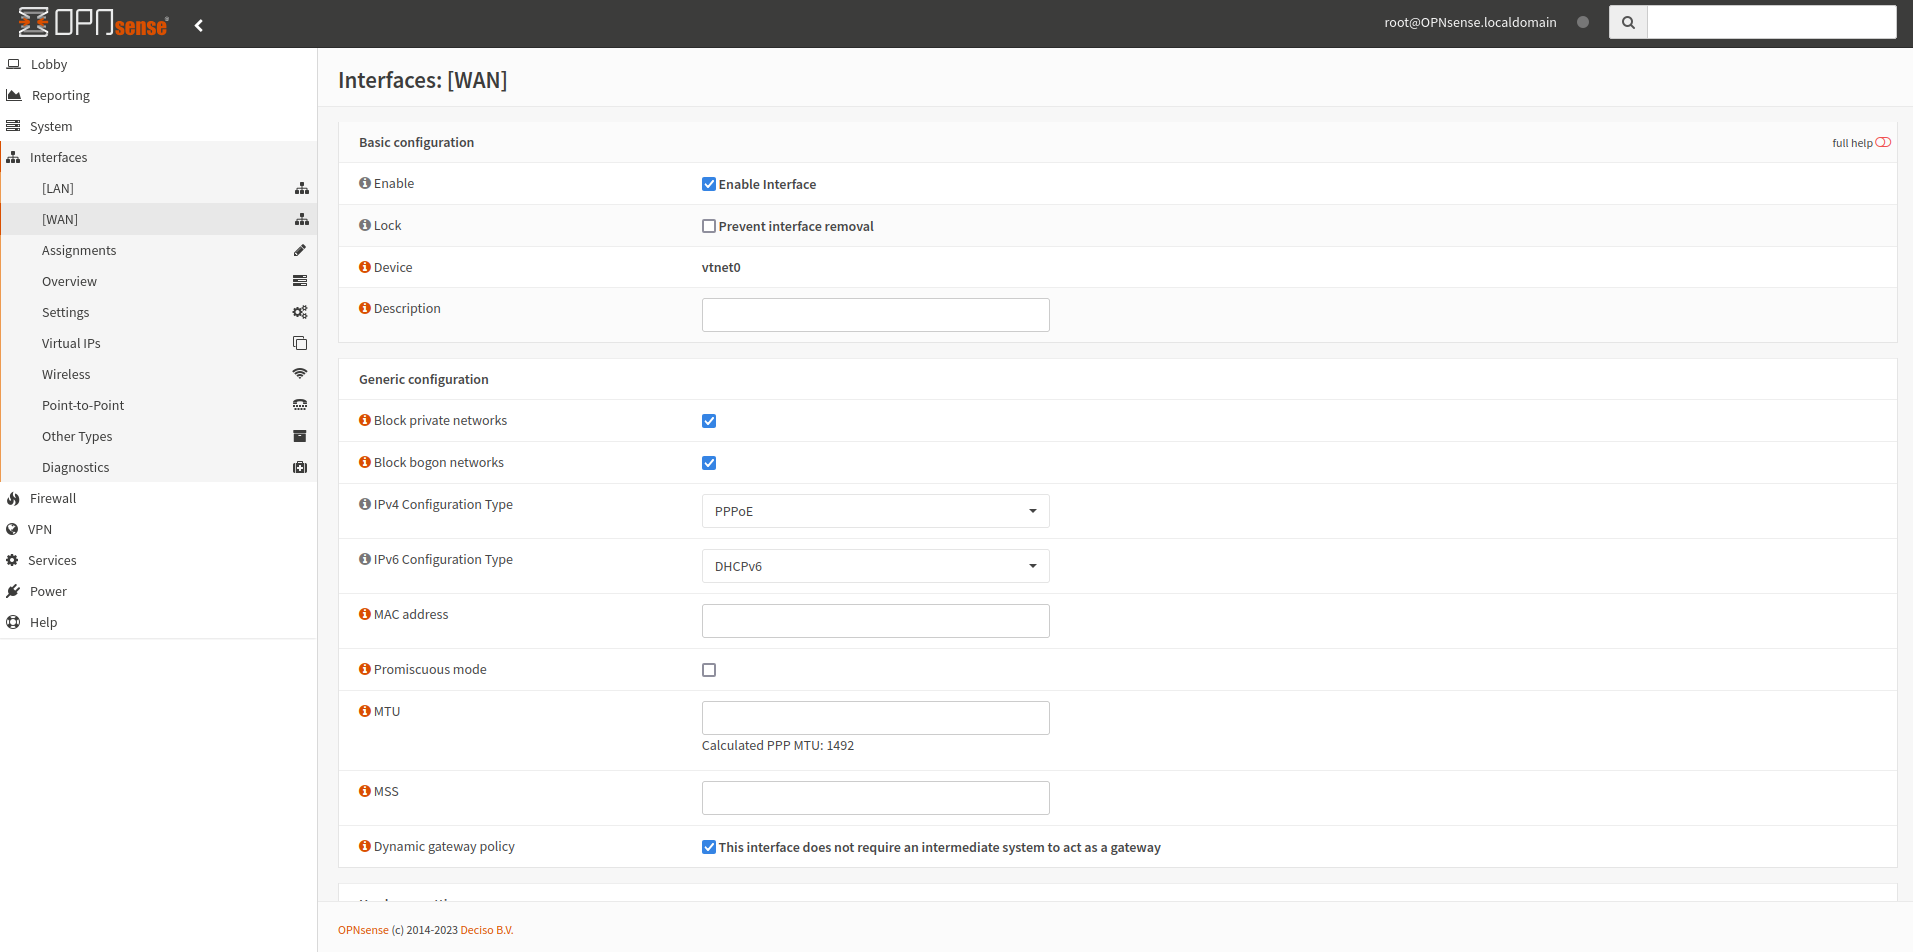 OPNsense
root@OPNsense.localdomain
Lobby
Reporting
System
Interfaces
[LAN]
[WAN]
Assignments
Overview
Settings
Virtual IPs
Wireless
Point-to-Point
Other Types
Diagnostics
Firewall
VPN
Services
Power
Help
Interfaces: [WAN]
Basic configuration
full help
Enable
Enable Interface
Lock
Prevent interface removal
Device
vtnet0
Description
Generic configuration
Block private networks
Block bogon networks
IPv4 Configuration Type
PPPoE
IPv6 Configuration Type
DHCPv6
MAC address
Promiscuous mode
MTU
Calculated PPP MTU: 1492
MSS
Dynamic gateway policy
This interface does not require an intermediate system to act as a gateway
OPNsense (c) 2014-2023 Deciso B.V.